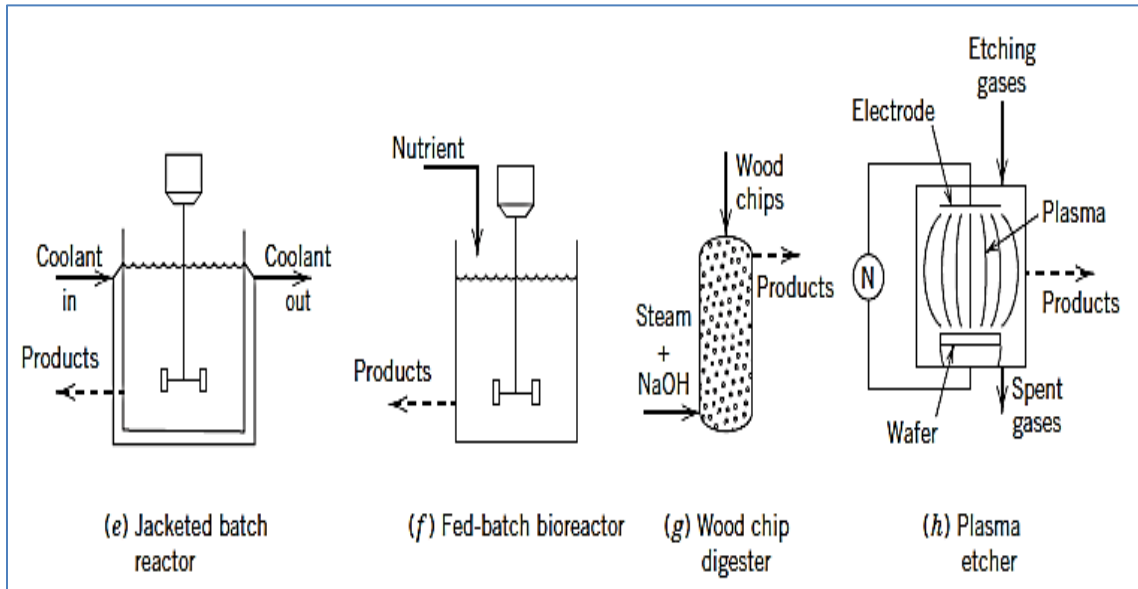 Coolant
in
Coolant
out
Products
(e) Jacketed batch
reactor
Nutrient
Products
(f) Fed-batch bioreactor
Wood
chips
Products
Steam
+
NaOH
(g) Wood chip
digester
Etching
gases
Electrode
Plasma
N
Products
Spent
gases
Wafer
(h) Plasma
etcher